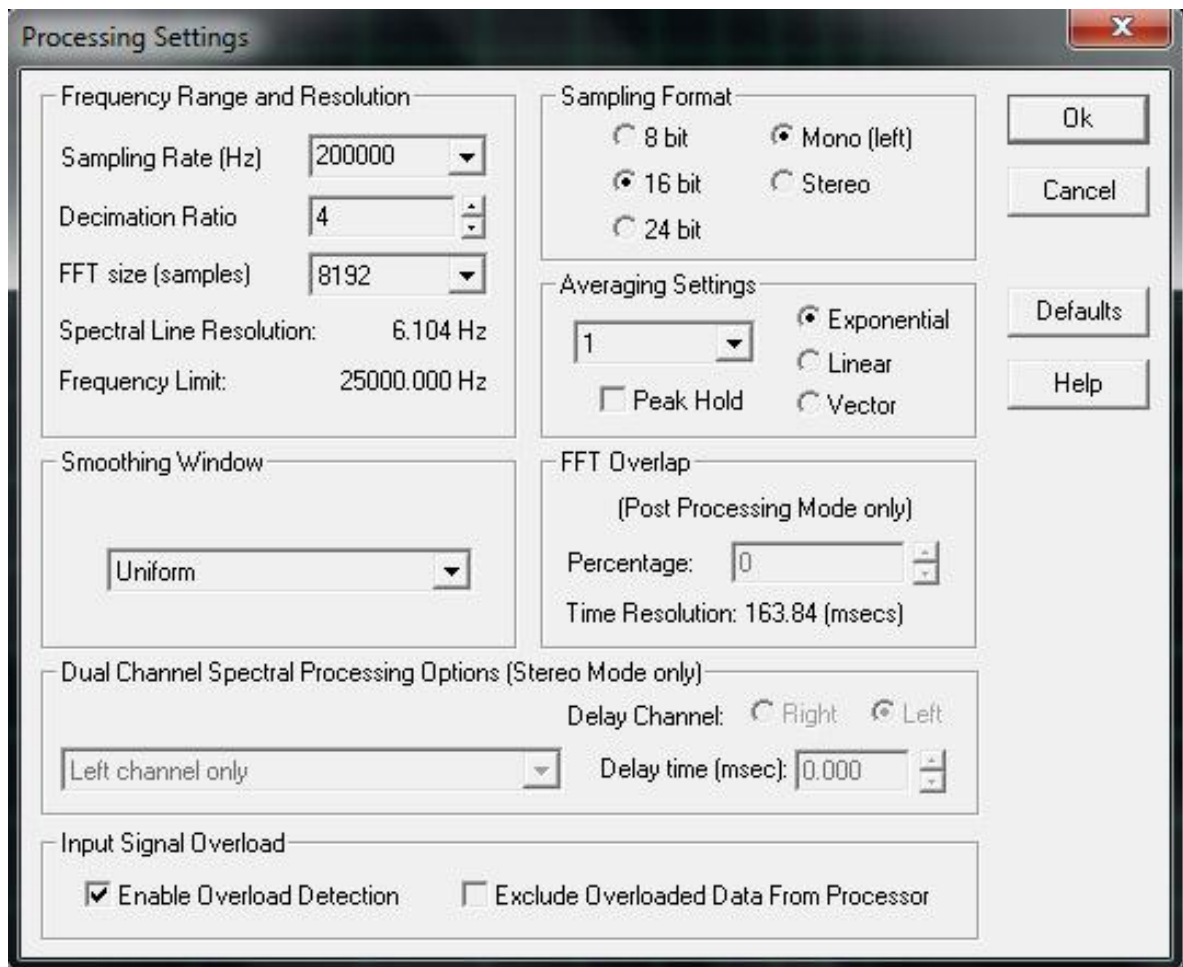 Processing Settings
X
Frequency Range and Resolution
Sampling Rate (Hz) 200000
Decimation Ratio 4
FFT size (samples) 8192
Spectral Line Resolution: 6.104 Hz
Frequency Limit: 25000.000 Hz
Sampling Format
8 bit Mono (left)
16 bit Stereo
24 bit
Ok
Cancel
Defaults
Help
Averaging Settings
1
Exponential
Linear
Peak Hold Vector
Smoothing Window
Uniform
FFT Overlap
(Post Processing Mode only)
Percentage: 0
Time Resolution: 163.84 (msecs)
Dual Channel Spectral Processing Options (Stereo Mode only)
Delay Channel: Right Left
Left channel only Delay time (msec): 0.000
Input Signal Overload
Enable Overload Detection Exclude Overloaded Data From Processor